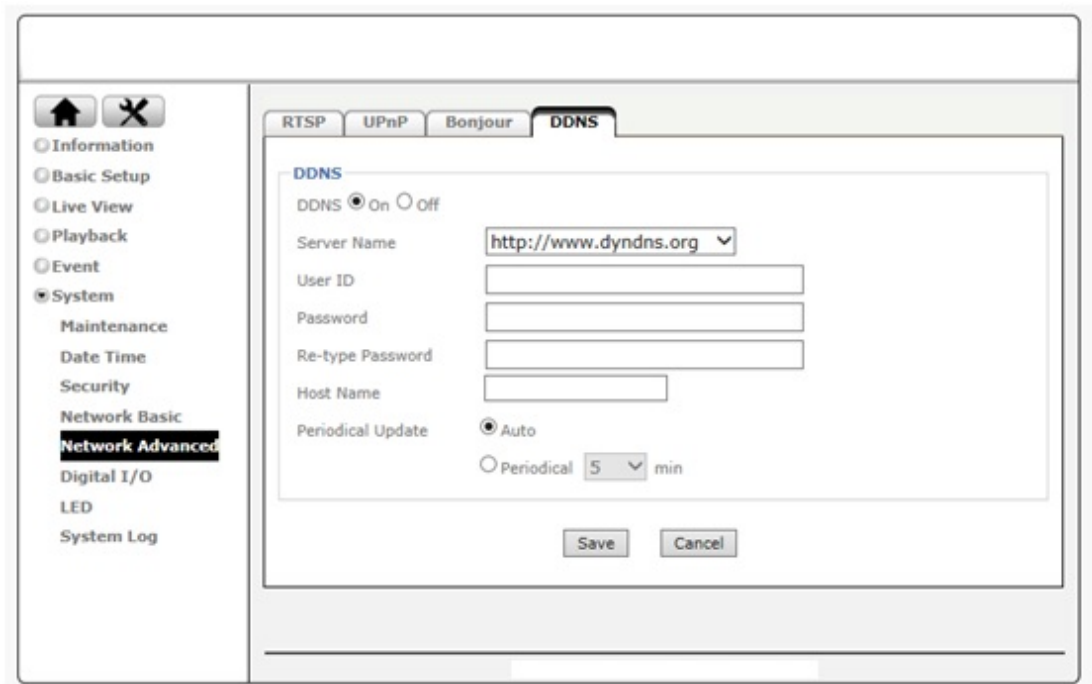 RTSP UPnP Bonjour DDNS
Information
Basic Setup
Live View
Playback
Event
System
Maintenance
Date Time
Security
Network Basic
Network Advanced
Digital I/O
LED
System Log
DDNS
DDNS On Off
Server Name http://www.dyndns.org
User ID
Password
Re-type Password
Host Name
Periodical Update Auto
Periodical 5 min
Save Cancel